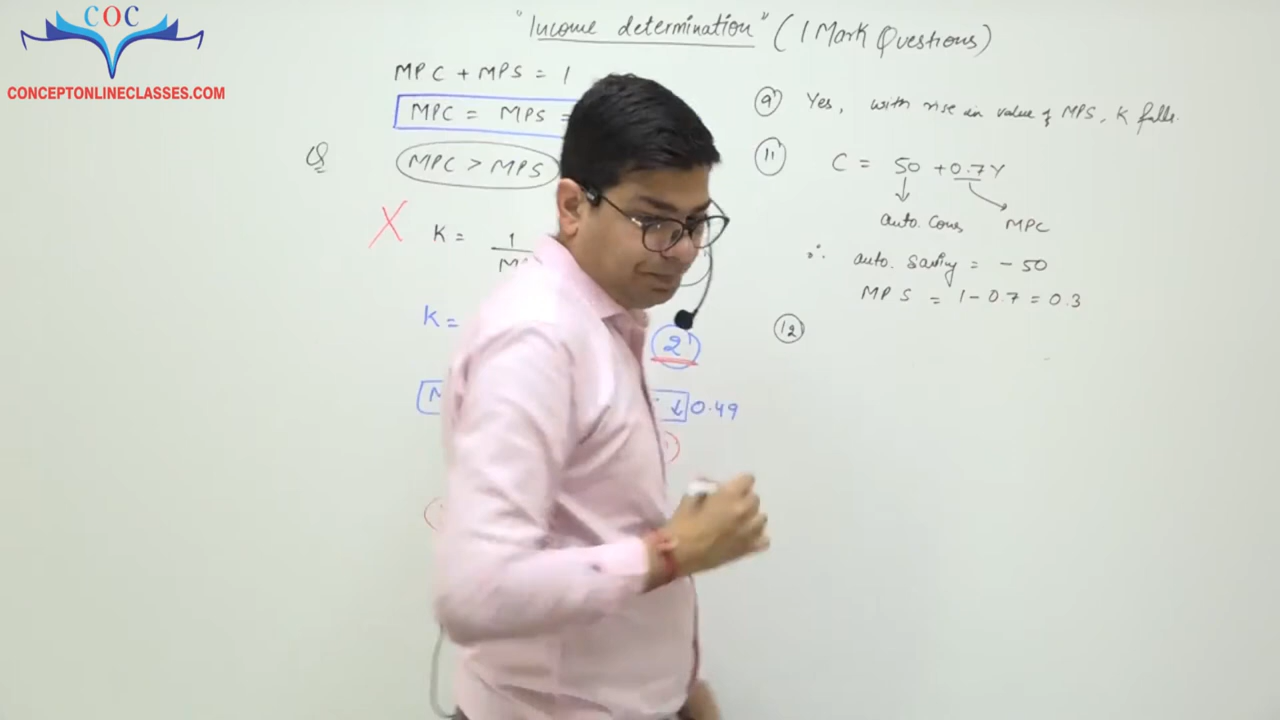 COC
CONCEPTONLINECLASSES.COM
"Income determination" (1 Mark Questions)
MPC + MPS = 1
MPC = MPS =
MPC > MPS
X K = 1
K =
2
↓ 0.49
9 Yes, with rise in value of MPS, K falls.
11 C = 50 + 0.7Y
auto. Cons MPC
∴ auto. Saving = - 50
MPS = 1 - 0.7 = 0.3
12